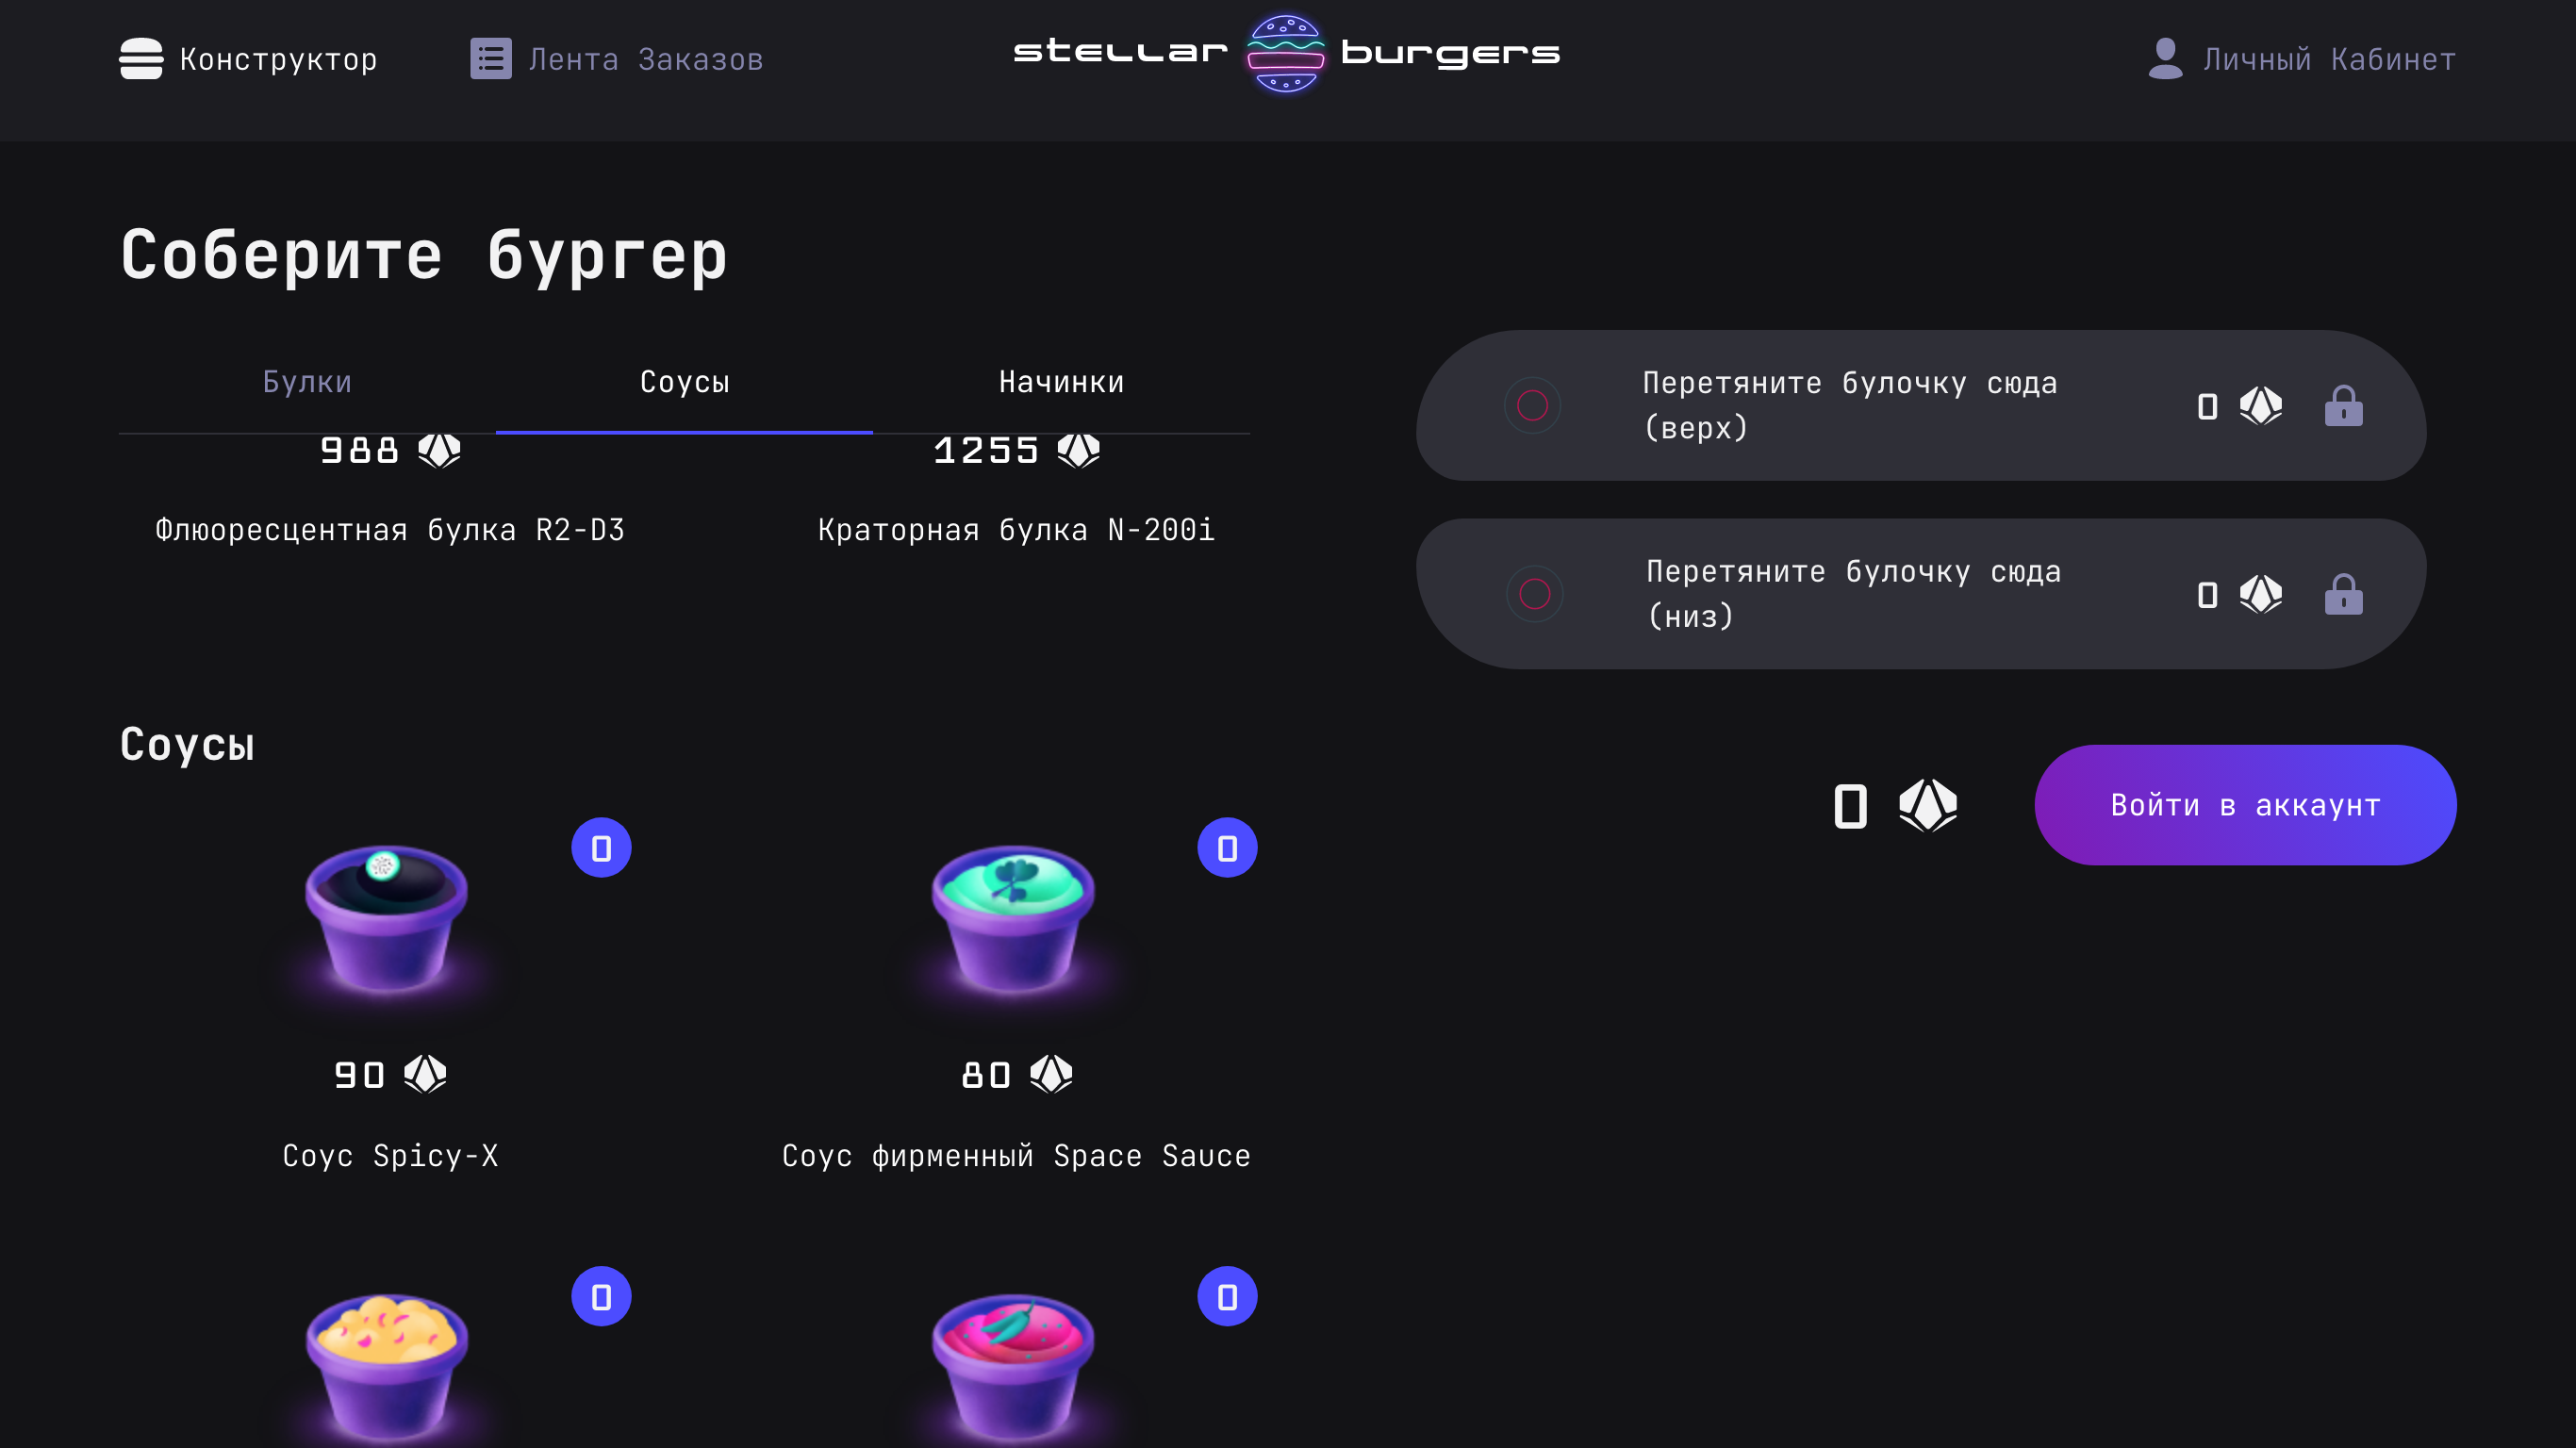 Конструктор
Лента Заказов
stellar burgers
Личный Кабинет
Соберите бургер
Булки
Соусы
Начинки
988
1255
Флюоресцентная булка R2-D3
Краторная булка N-200i
Перетяните булочку сюда
(верх)
0
Перетяните булочку сюда
(низ)
0
0
Войти в аккаунт
Соусы
0
0
90
80
Соус Spicy-X
Соус фирменный Space Sauce
0
0